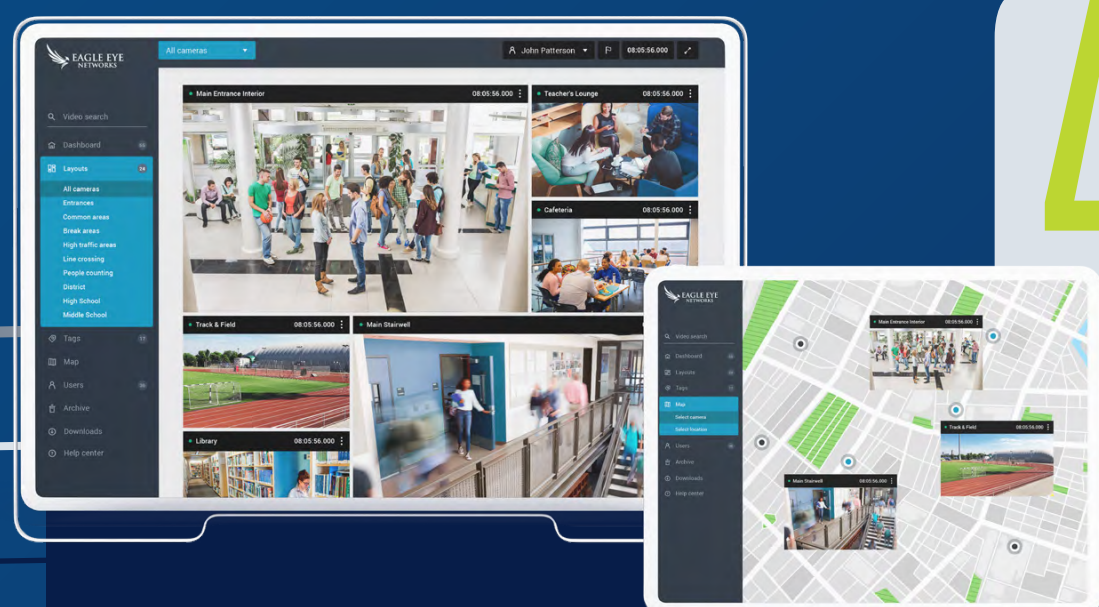 EAGLE EYE
NETWORKS
All cameras
John Patterson
08:05:56.000
Video search
Dashboard
Layouts
24
All cameras
Entrances
Common areas
Break areas
High traffic areas
Line crossing
People counting
District
High School
Middle School
Tags
Map
Users
Archive
Downloads
Help center
Main Entrance Interior 08:05:56.000
Teacher's Lounge 08:05:56.000
Cafeteria 08:05:56.000
Track & Field 08:05:56.000
Main Stairwell
Library 08:05:56.000
EAGLE EYE
NETWORKS
Video search
Dashboard
Layouts
Tags
Map
Select camera
Select location
Users
Archive
Downloads
Help center
Main Entrance Interior 08:05:56.000
Track & Field 08:05:56.000
Main Stairwell 08:05:56.000